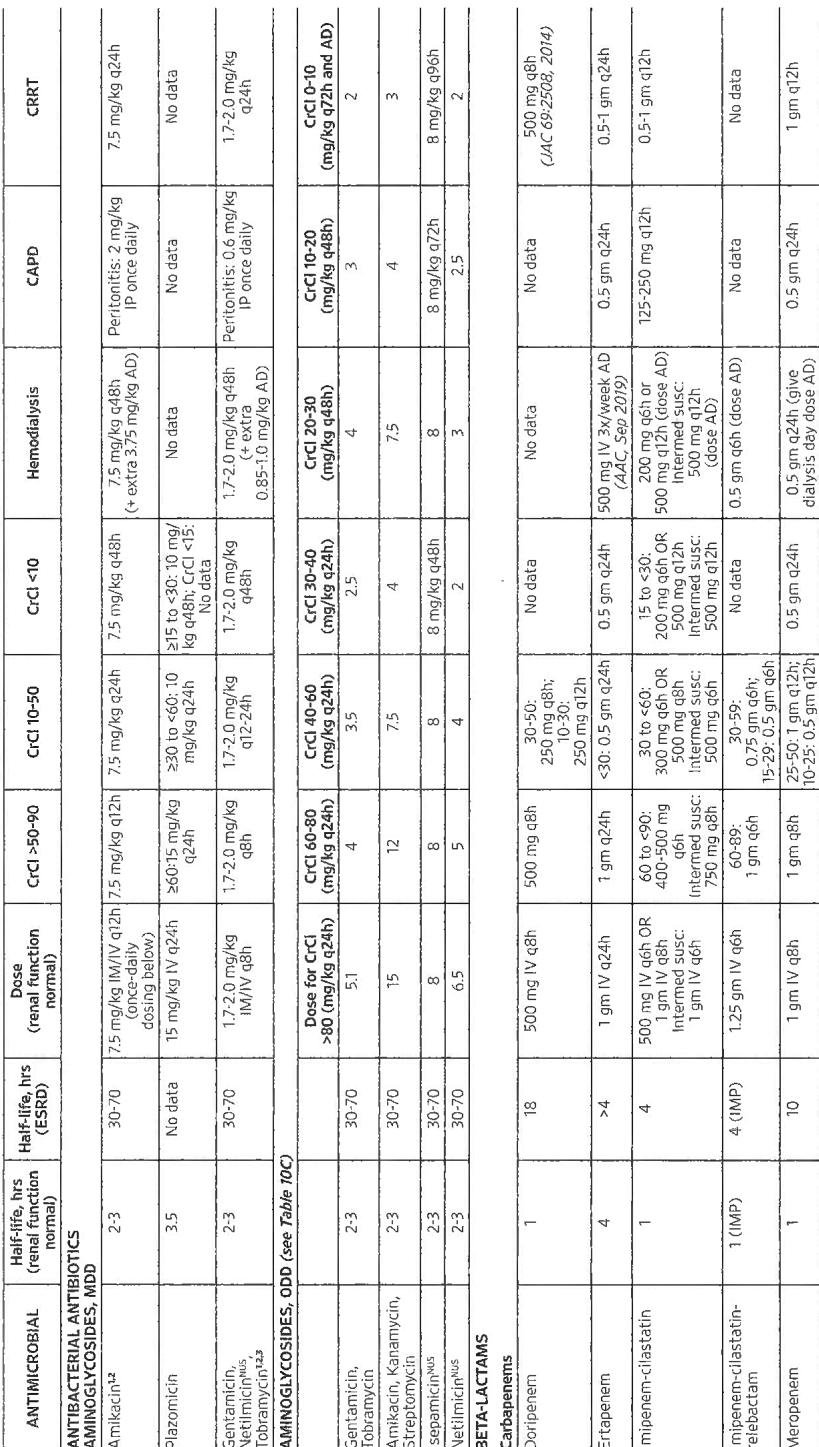 ANTIMICROBIAL
Half-life, hrs
(renal function
normal)
Half-life, hrs
(ESRD)
Dose
(renal function
normal)
CrCl >50-90
CrCl 10-50
CrCl <10
Hemodialysis
CAPD
CRRT
ANTIBACTERIAL ANTIBIOTICS
AMINOGLYCOSIDES, MDD
Amikacin1,2
2-3
30-70
7.5 mg/kg IM/IV q12h
(once-daily
dosing below)
7.5 mg/kg q12h
7.5 mg/kg q24h
7.5 mg/kg q48h
7.5 mg/kg q48h
(+ extra 3.75 mg/kg AD)
Peritonitis: 2 mg/kg
IP once daily
7.5 mg/kg q24h
Plazomicin
3.5
No data
15 mg/kg IV q24h
≥60:15 mg/kg
q24h
≥30 to <60: 10
mg/kg q24h
≥15 to <30: 10 mg/
kg q48h; CrCl <15:
No data
No data
No data
No data
Gentamicin,
NetilmicinNUS,
Tobramycin1,2,3
2-3
30-70
1.7-2.0 mg/kg
IM/IV q8h
1.7-2.0 mg/kg
q8h
1.7-2.0 mg/kg
q12-24h
1.7-2.0 mg/kg
q48h
1.7-2.0 mg/kg q48h
(+ extra
0.85-1.0 mg/kg AD)
Peritonitis: 0.6 mg/kg
IP once daily
1.7-2.0 mg/kg
q24h
AMINOGLYCOSIDES, ODD (see Table 10C)
Dose for CrCl
>80 (mg/kg q24h)
CrCl 60-80
(mg/kg q24h)
CrCl 40-60
(mg/kg q24h)
CrCl 30-40
(mg/kg q24h)
CrCl 20-30
(mg/kg q48h)
CrCl 10-20
(mg/kg q48h)
CrCl 0-10
(mg/kg q72h and AD)
Gentamicin,
Tobramycin
2-3
30-70
5.1
4
3.5
2.5
4
3
2
Amikacin, Kanamycin,
Streptomycin
2-3
30-70
15
12
7.5
4
7.5
4
3
sepamicinNUS
2-3
30-70
8
8
8
8 mg/kg q48h
8
8 mg/kg q72h
8 mg/kg q96h
NetilmicinNUS
2-3
30-70
6.5
5
4
2
3
2.5
2
BETA-LACTAMS
Carbapenems
Doripenem
1
18
500 mg IV q8h
500 mg q8h
30-50:
250 mg q8h;
10-30:
250 mg q12h
No data
No data
No data
500 mg q8h
(JAC 69:2508, 2014)
Ertapenem
4
>4
1 gm IV q24h
1 gm q24h
<30: 0.5 gm q24h
0.5 gm q24h
500 mg IV 3x/week AD
(AAC, Sep 2019)
0.5 gm q24h
0.5-1 gm q24h
mipenem-cilastatin
1
4
500 mg IV q6h OR
1 gm IV q8h
Intermed susc:
1 gm IV q6h
60 to <90:
400-500 mg
q6h
Intermed susc:
750 mg q8h
30 to <60:
300 mg q6h OR
500 mg q8h
Intermed susc:
500 mg q6h
15 to <30:
200 mg q6h OR
500 mg q12h
Intermed susc:
500 mg q12h
200 mg q6h or
500 mg q12h (dose AD)
Intermed susc:
500 mg q12h
(dose AD)
125-250 mg q12h
0.5-1 gm q12h
mipenem-cilastatin-
relebactam
1 (IMP)
4 (IMP)
1.25 gm IV q6h
60-89:
1 gm q6h
30-59:
0.75 gm q6h;
15-29: 0.5 gm q6h
No data
0.5 gm q6h (dose AD)
No data
No data
Meropenem
1
10
1 gm IV q8h
1 gm q8h
25-50: 1 gm q12h;
10-25: 0.5 gm q12h
0.5 gm q24h
0.5 gm q24h (give
dialysis day dose AD)
0.5 gm q24h
1 gm q12h